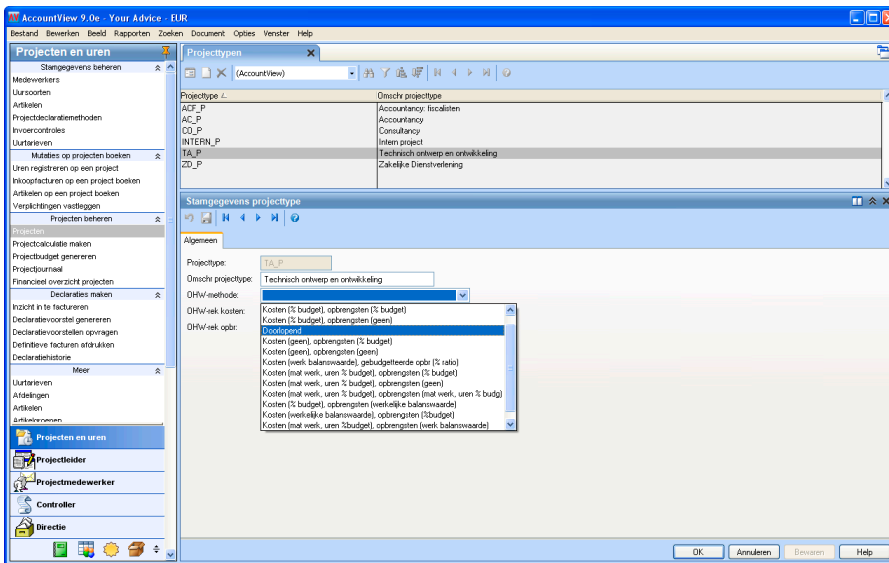 AccountView 9.0e - Your Advice - EUR
Bestand Bewerken Beeld Rapporten Zoeken Document Opties Venster Help
Projecten en uren
Stamgegevens beheren
Medewerkers
Uursoorten
Artikelen
Projectdeclaratiemethoden
Invoercontroles
Uurtarieven
Mutaties op projecten boeken
Uren registreren op een project
Inkoopfacturen op een project boeken
Artikelen op een project boeken
Verplichtingen vastleggen
Projecten beheren
Projecten
Projectcalculatie maken
Projectbudget genereren
Projectjournaal
Financieel overzicht projecten
Declaraties maken
Inzicht in te factureren
Declaratievoorstel genereren
Declaratievoorstellen opvragen
Definitieve facturen afdrukken
Declaratiehistorie
Meer
Uurtarieven
Afdelingen
Artikelen
Artikelgroepen
Projecten en uren
Projectleider
Projectmedewerker
Controller
Directie
Projecttypen
(AccountView)
Projecttype Omschr projecttype
ACF_P Accountancy: fiscalisten
AC_P Accountancy
CO_P Consultancy
INTERN_P Intern project
TA_P Technisch ontwerp en ontwikkeling
ZD_P Zakelijke Dienstverlening
Stamgegevens projecttype
Algemeen
Projecttype: TA_P
Omschr projecttype: Technisch ontwerp en ontwikkeling
OHW-methode:
OHW-rek kosten:
OHW-rek opbr:
Kosten (% budget), opbrengsten (% budget)
Kosten (% budget), opbrengsten (geen)
Doorlopend
Kosten (geen), opbrengsten (% budget)
Kosten (geen), opbrengsten (geen)
Kosten (werk balanswaarde), gebudgetteerde opbr (% ratio)
Kosten (mat werk, uren % budget), opbrengsten (% budget)
Kosten (mat werk, uren % budget), opbrengsten (geen)
Kosten (mat werk, uren % budget), opbrengsten (mat werk, uren % budg)
Kosten (% budget), opbrengsten (werkelijke balanswaarde)
Kosten (werkelijke balanswaarde), opbrengsten (%budget)
Kosten (mat werk, uren %budget), opbrengsten (werk balanswaarde)
OK Annuleren Bewaren Help